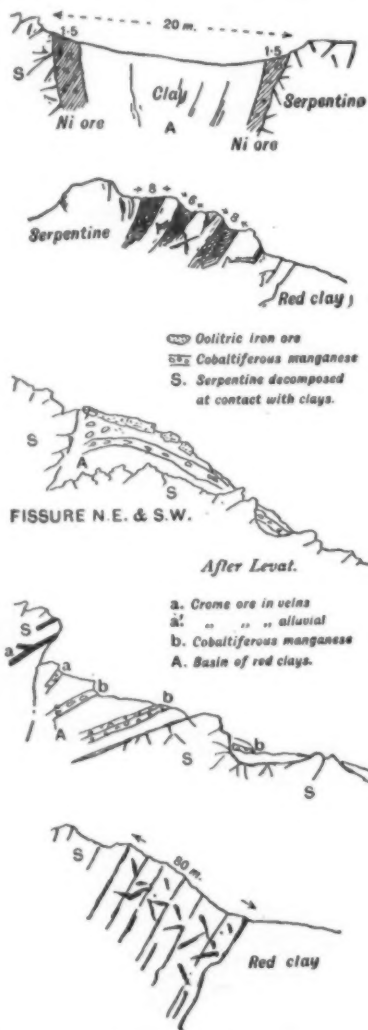 20 m.
1·5
1·5
S
Clay
Serpentine
Ni ore
A
Ni ore
8
6
8
Serpentine
Red clay
Oolitric iron ore
Cobaltiferous manganese
S. Serpentine decomposed
at contact with clays.
S
A
S
FISSURE N.E. & S.W.
After Levat.
a. Crome ore in veins
a'. „ „ „ alluvial
b. Cobaltiferous manganese
A. Basin of red clays.
S
a
a
b
b
A
b
S
S
80 m.
S
Red clay